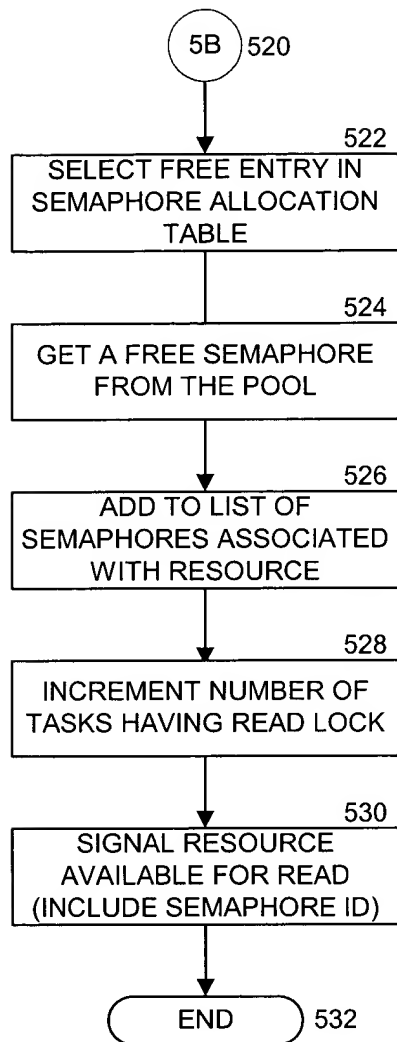 5B 520
522
SELECT FREE ENTRY IN
SEMAPHORE ALLOCATION
TABLE
524
GET A FREE SEMAPHORE
FROM THE POOL
526
ADD TO LIST OF
SEMAPHORES ASSOCIATED
WITH RESOURCE
528
INCREMENT NUMBER OF
TASKS HAVING READ LOCK
530
SIGNAL RESOURCE
AVAILABLE FOR READ
(INCLUDE SEMAPHORE ID)
END 532